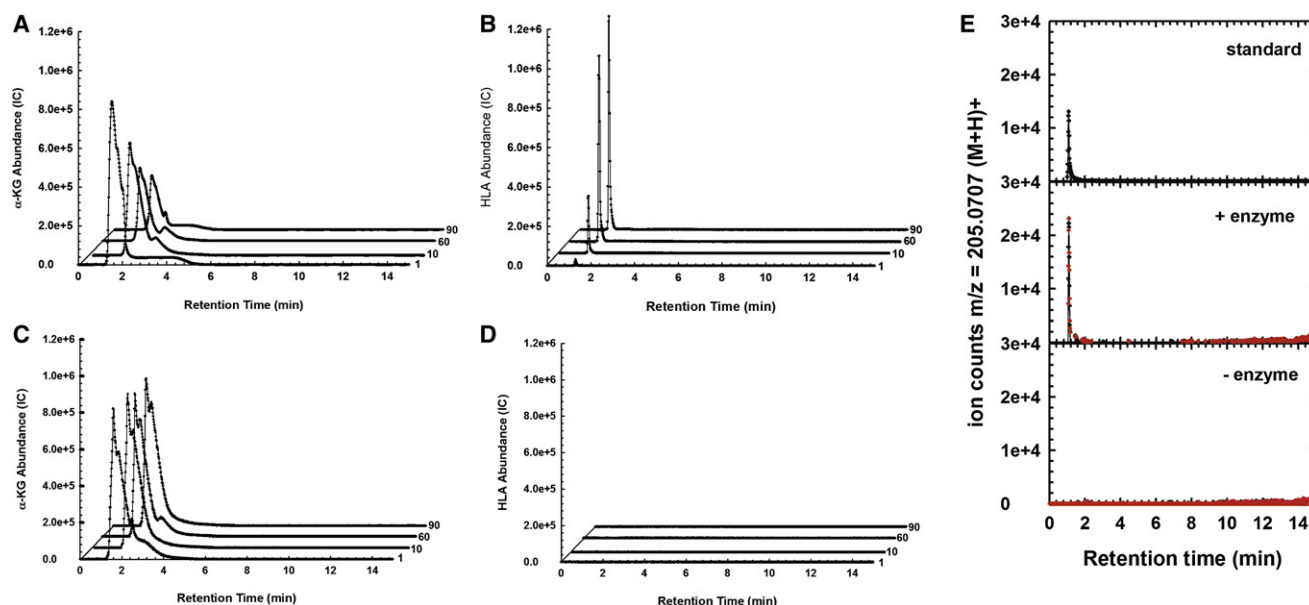 A
α-KG Abundance (IC)
1.2e+6
1.0e+6
8.0e+5
6.0e+5
4.0e+5
2.0e+5
0.0
0 2 4 6 8 10 12 14
90
60
10
1
Retention Time (min)
B
HLA Abundance (IC)
1.2e+6
1.0e+6
8.0e+5
6.0e+5
4.0e+5
2.0e+5
0.0
0 2 4 6 8 10 12 14
90
60
10
1
Retention Time (min)
C
α-KG Abundance (IC)
1.2e+6
1.0e+6
8.0e+5
6.0e+5
4.0e+5
2.0e+5
0.0
0 2 4 6 8 10 12 14
90
60
10
1
Retention Time (min)
D
HLA Abundance (IC)
1.2e+6
1.0e+6
8.0e+5
6.0e+5
4.0e+5
2.0e+5
0.0
0 2 4 6 8 10 12 14
90
60
10
1
Retention Time (min)
E
ion counts m/z = 205.0707 (M+H)+
3e+4
standard
2e+4
1e+4
3e+4
+ enzyme
2e+4
1e+4
3e+4
- enzyme
2e+4
1e+4
0
0 2 4 6 8 10 12 14
Retention time (min)